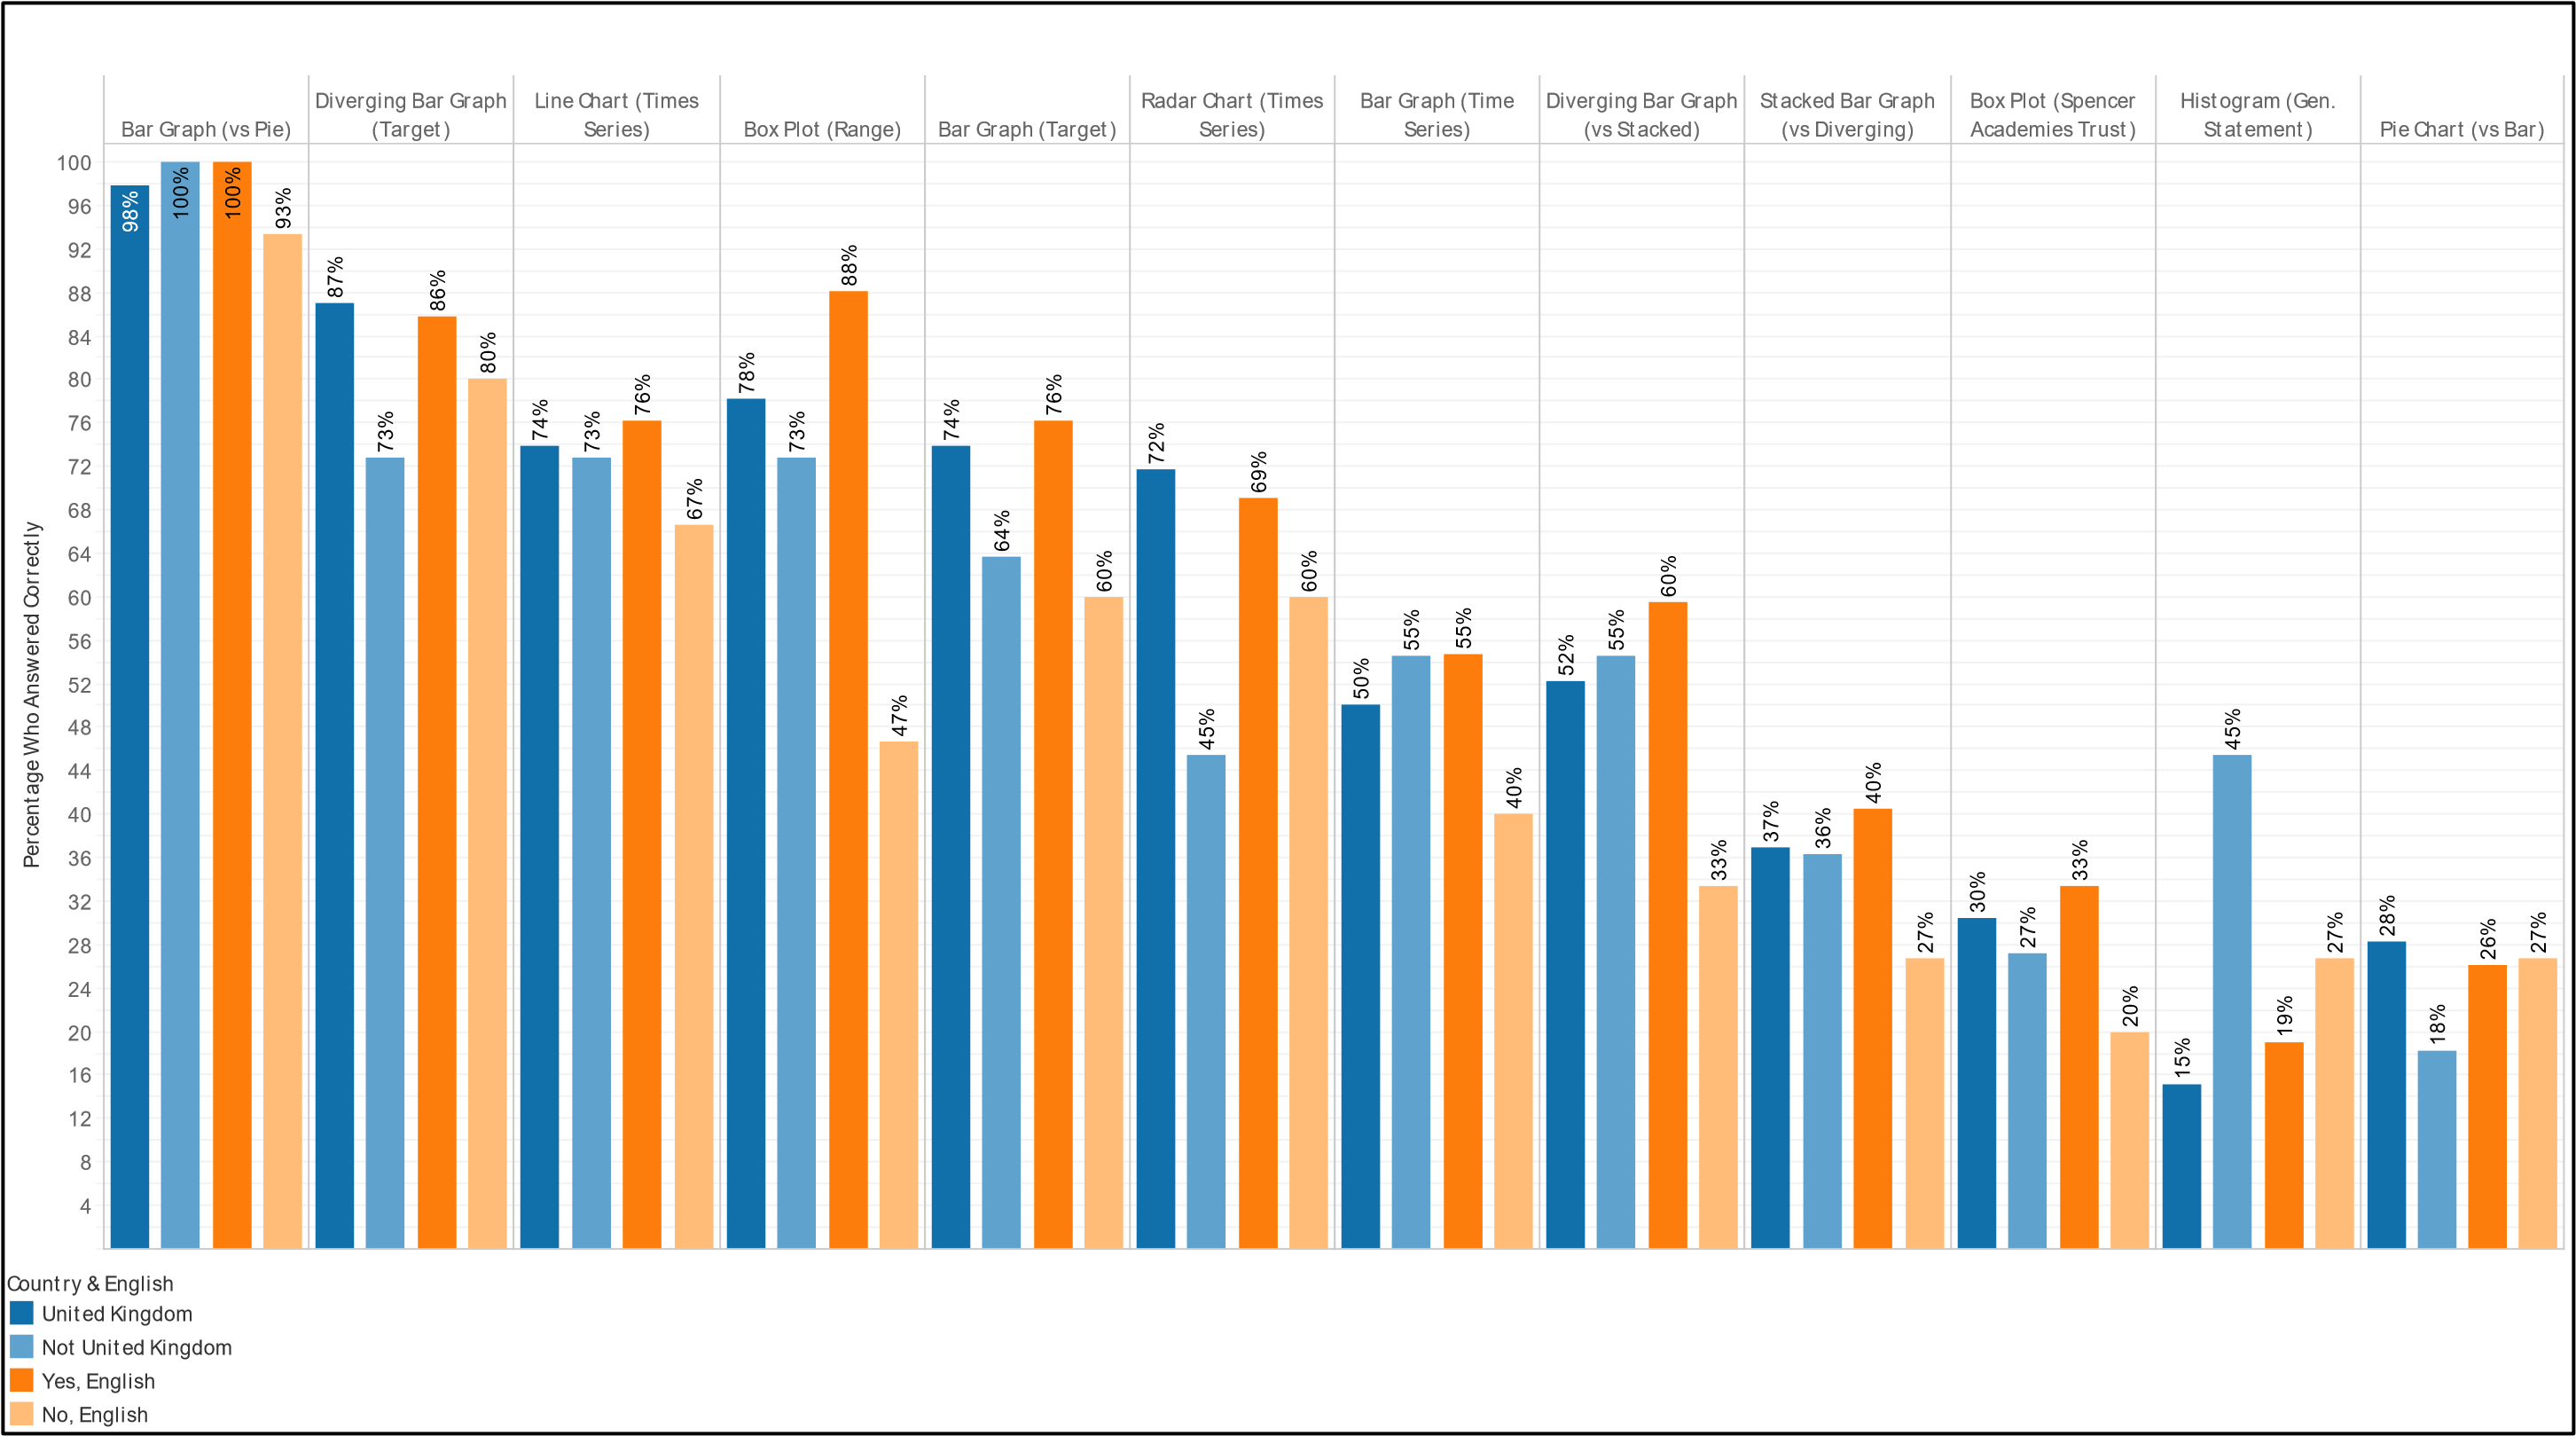 Bar Graph (vs Pie)
Diverging Bar Graph
(Target)
Line Chart (Times
Series)
Box Plot (Range)
Bar Graph (Target)
Radar Chart (Times
Series)
Bar Graph (Time
Series)
Diverging Bar Graph
(vs Stacked)
Stacked Bar Graph
(vs Diverging)
Box Plot (Spencer
Academies Trust)
Histogram (Gen.
Statement)
Pie Chart (vs Bar)
Percentage Who Answered Correctly
100
96
92
88
84
80
76
72
68
64
60
56
52
48
44
40
36
32
28
24
20
16
12
8
4
98%
100%
100%
93%
87%
73%
86%
80%
74%
73%
76%
67%
78%
73%
88%
47%
74%
64%
76%
60%
72%
45%
69%
60%
50%
55%
55%
40%
52%
55%
60%
33%
37%
36%
40%
27%
30%
27%
33%
20%
15%
45%
19%
27%
28%
18%
26%
27%
Country & English
United Kingdom
Not United Kingdom
Yes, English
No, English